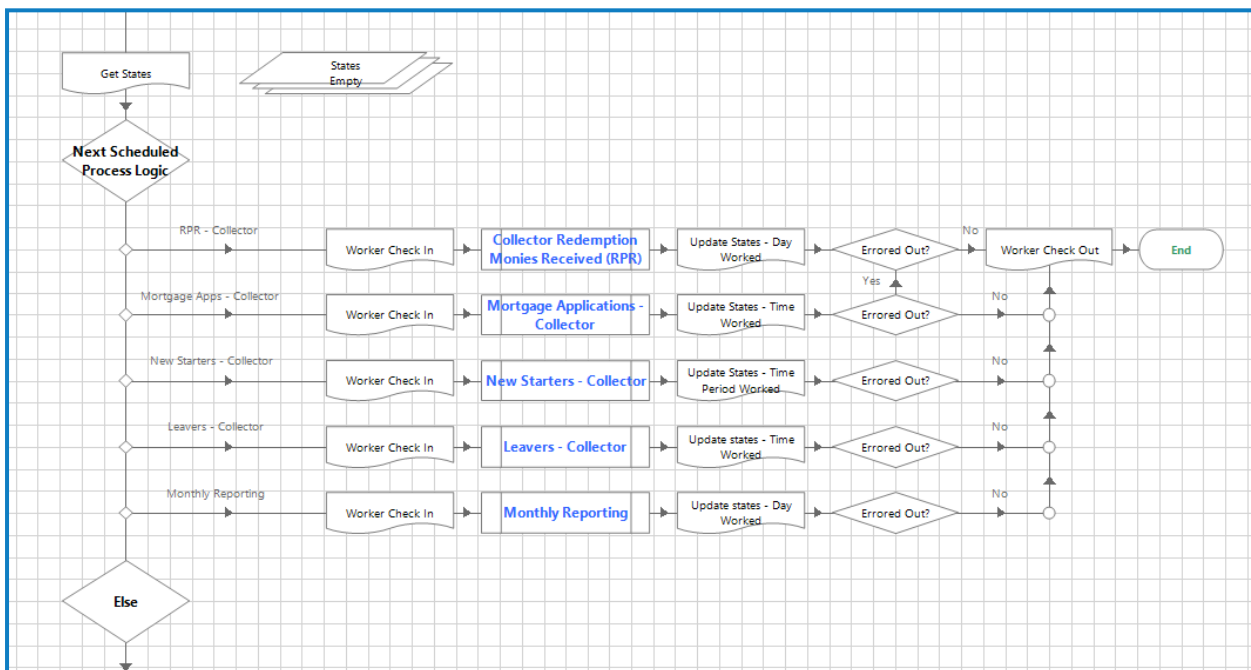 Get States
States
Empty
Next Scheduled
Process Logic
RPR - Collector
Worker Check In
Collector Redemption
Monies Received (RPR)
Update States - Day
Worked
Errored Out?
No
Worker Check Out
End
Mortgage Apps - Collector
Worker Check In
Mortgage Applications -
Collector
Update States - Time
Worked
Yes
Errored Out?
No
New Starters - Collector
Worker Check In
New Starters - Collector
Update States - Time
Period Worked
Errored Out?
No
Leavers - Collector
Worker Check In
Leavers - Collector
Update states - Time
Worked
Errored Out?
No
Monthly Reporting
Worker Check In
Monthly Reporting
Update states - Day
Worked
Errored Out?
No
Else